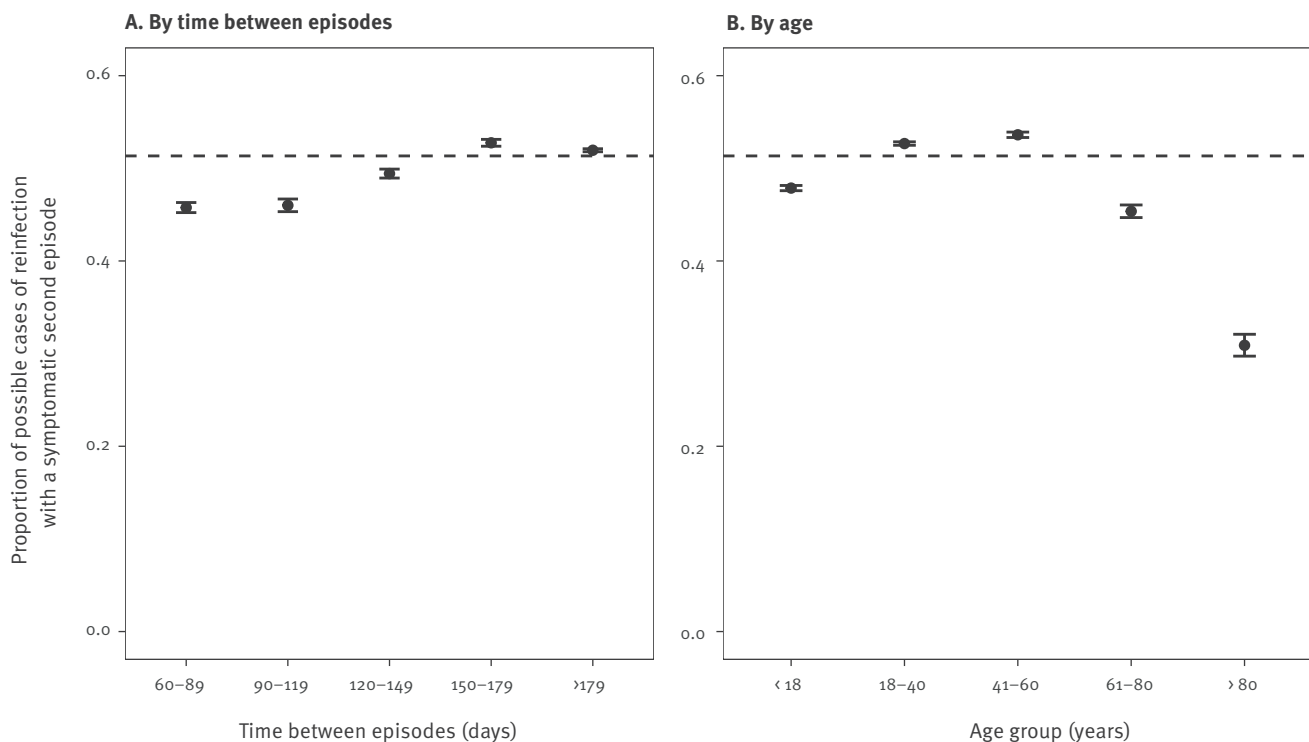 A. By time between episodes
B. By age
Proportion of possible cases of reinfection
with a symptomatic second episode
0.6
0.4
0.2
0.0
0.6
0.4
0.2
0.0
60–89 90–119 120–149 150–179 >179
<18 18–40 41–60 61–80 >80
Time between episodes (days)
Age group (years)